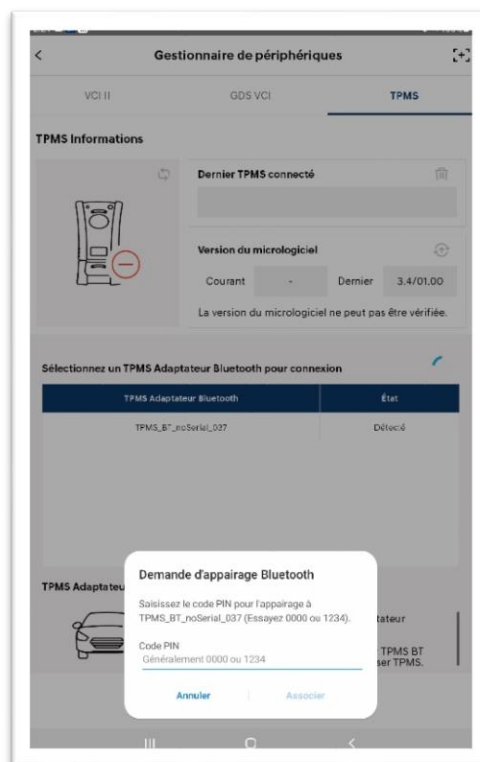 Gestionnaire de périphériques
VCI II
GDS VCI
TPMS
TPMS Informations
Dernier TPMS connecté
Version du micrologiciel
Courant
-
Dernier
3.4/01.00
La version du micrologiciel ne peut pas être vérifiée.
Sélectionnez un TPMS Adaptateur Bluetooth pour connexion
TPMS Adaptateur Bluetooth
État
TPMS_BT_noSerial_037
Détecté
TPMS Adaptateu
tateur
TPMS BT
ser TPMS.
Demande d'appairage Bluetooth
Saisissez le code PIN pour l'appairage à
TPMS_BT_noSerial_037 (Essayez 0000 ou 1234).
Code PIN
Généralement 0000 ou 1234
Annuler
Associer